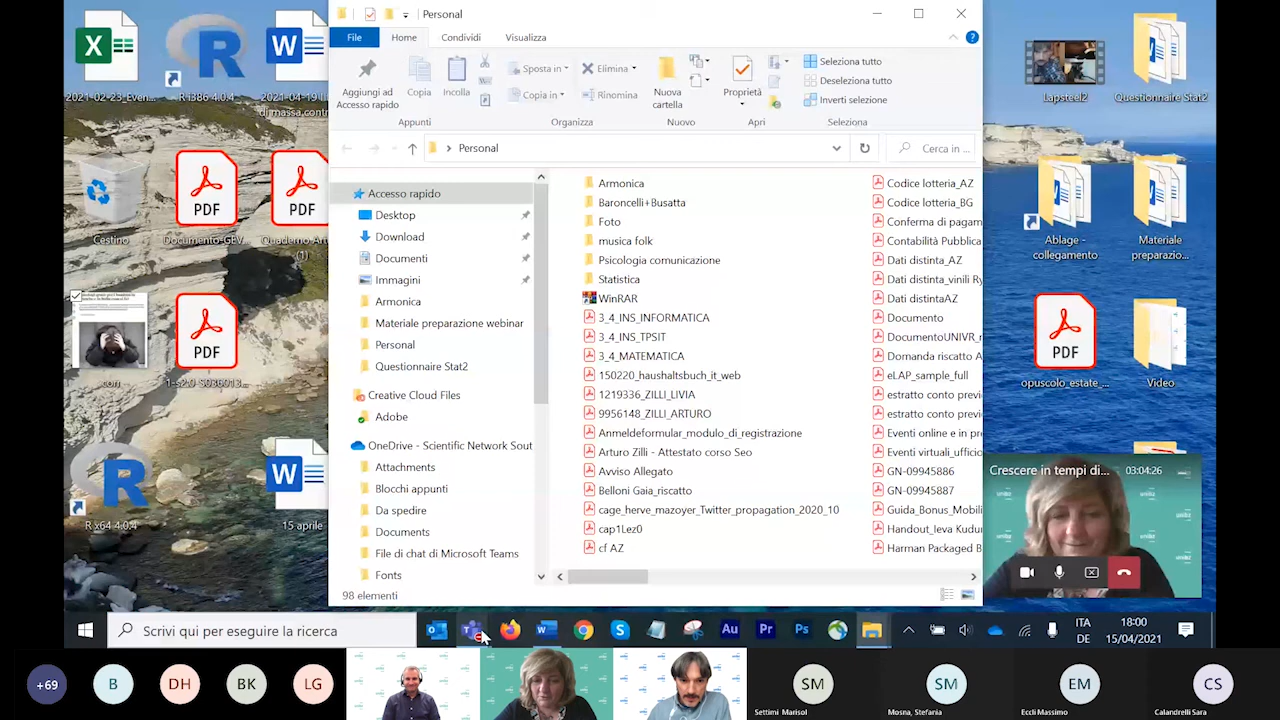 Personal
File
Home
Condividi
Visualizza
Aggiungi ad
Accesso rapido
Copia
Incolla
Sposta in
Copia in
Elimina
Rinomina
Nuova
cartella
Proprietà
Seleziona tutto
Deseleziona tutto
Inverti selezione
Appunti
Organizza
Nuovo
Apri
Seleziona
Personal
Cerca in ...
Accesso rapido
Desktop
Download
Documenti
Immagini
Armonica
Materiale preparazione webinar
Personal
Questionnaire Stat2
Creative Cloud Files
Adobe
OneDrive - Scientific Network Sout
Attachments
Blocchi appunti
Da spedire
Documents
File di chat di Microsoft Teams
Fonts
Armonica
Baroncelli+Busatta
Foto
musica folk
Psicologia comunicazione
Statistica
WinRAR
3_4_INS_INFORMATICA
3_4_INS_TPSIT
3_4_MATEMATICA
150220_haushaltsbuch_it_web
1219336_ZILLI_LIVIA
9956148_ZILLI_ARTURO
Anmeldeformular_modulo_di_registrazione
Arturo Zilli - Attestato corso Seo
Avviso Allegato
Belloni Gaia_riscatto
cage_herve_mazoyer_Twitter_propagation_2020_10
cap1Lez0
cf AZ
Codice lotteria_AZ
Codice lotteria_BG
Conferma di pagam
Contabilità Pubblica
Dati distinta_AZ
Dati distinta_vinili Ry
Dati distintaAZ
Documento
DocumentoUNIVR_r
Domanda riscatto A
eLAP_sample_full
estratto conto previ
estratto conto previ
Eventi online e in pr
Eventi virtuali_uffici
GN-09945867
Guida_Bonus_Mobili
Handout_leva Kudu
Harman Packaged B
98 elementi
2021-02-23_Even...
R i386 4.0.4
Cestino
PDF
Documento-GEV...
PDF
(1)
PDF
R x64 4.0.4
15 aprile
Lapsteel2
Questionnaire Stat2
Ablage -
collegamento
Materiale
preparazio...
PDF
opuscolo_estate_...
Video
Crescere in tempi di...
03:04:26
Scrivi qui per eseguire la ricerca
Au
Pr
Ps
ITA
DE
18:00
15/04/2021
+69
B
DH
BK
LG
SM
Settimi Marisol
SM
Mosna, Stefania
EM
Eccli Massimo
CS
Calandrelli Sara